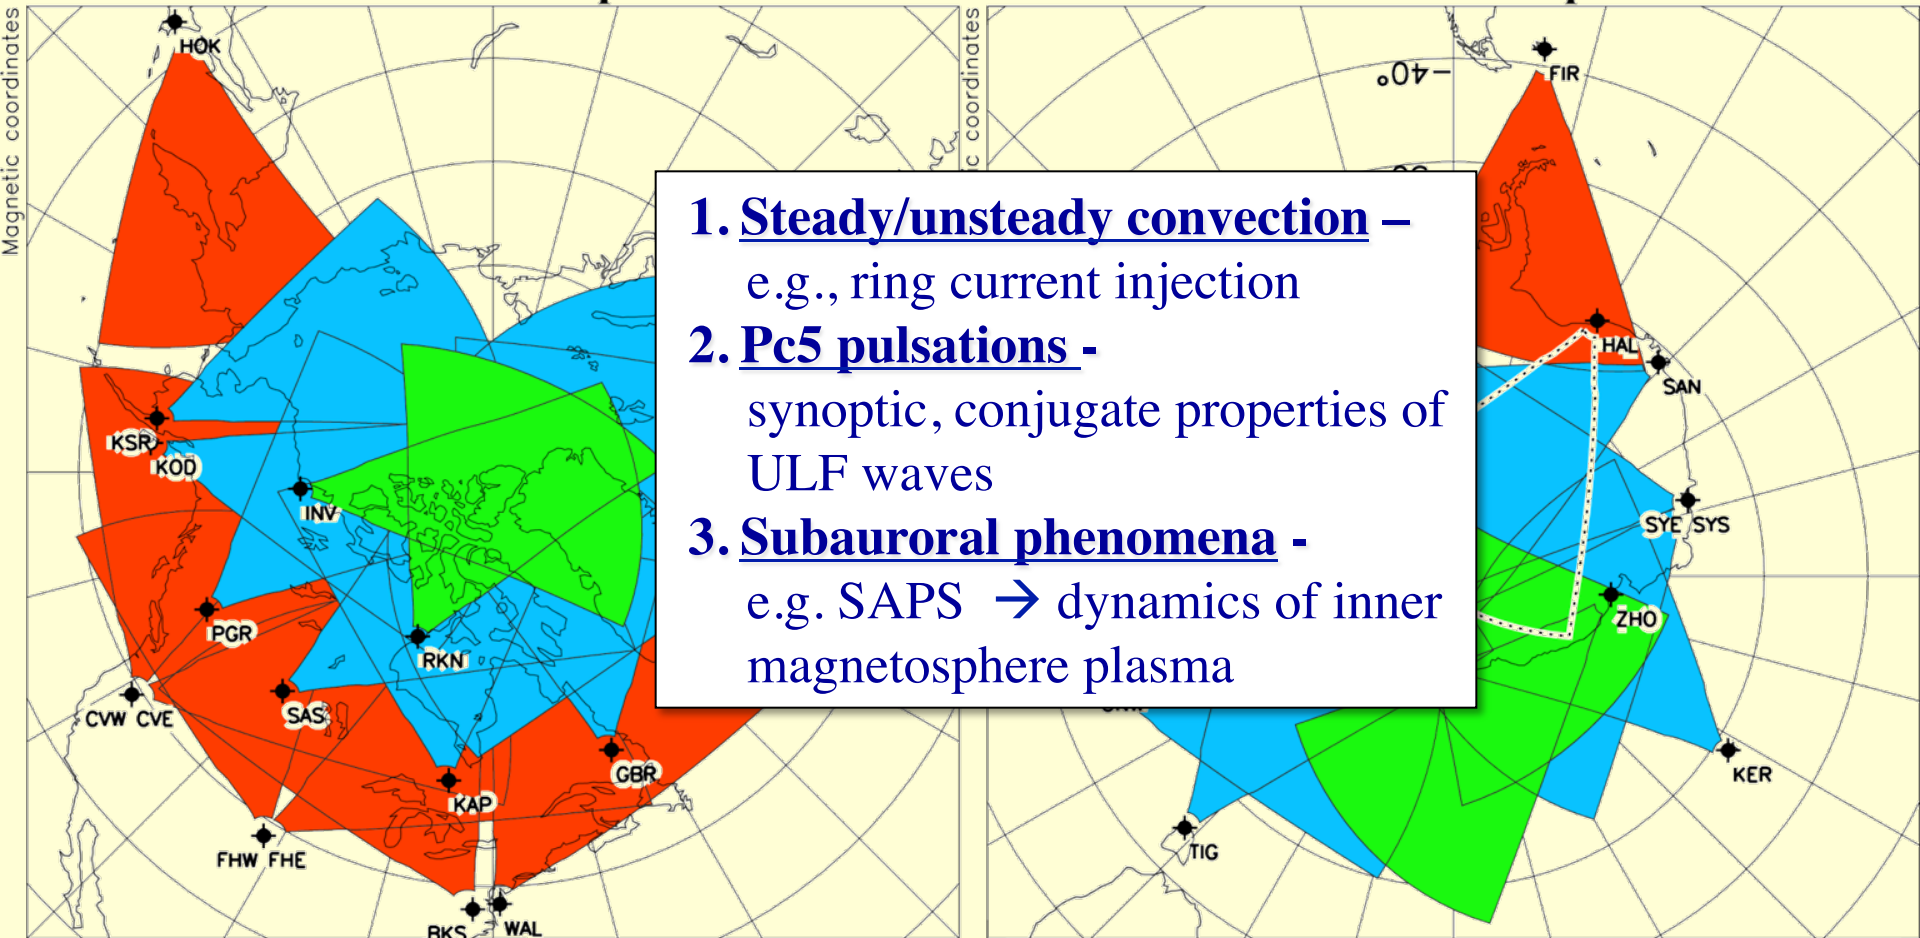 Magnetic coordinates
HOK
KSR
KOD
INV
PGR
RKN
CVW CVE
SAS
GBR
KAP
FHW FHE
BKS
WAL
ic coordinates
-40°
FIR
HAL
SAN
SYE SYS
ZHO
KER
TIG
1. Steady/unsteady convection –
e.g., ring current injection
2. Pc5 pulsations -
synoptic, conjugate properties of
ULF waves
3. Subauroral phenomena -
e.g. SAPS → dynamics of inner
magnetosphere plasma